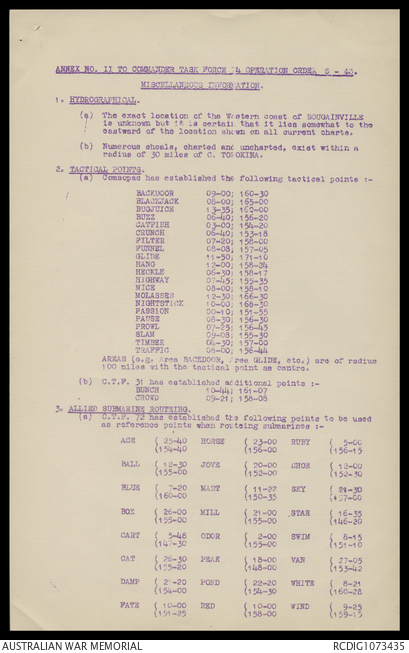 ANNEX NO. II TO COMMANDER TASK FORCE 74 OPERATION ORDER 6 - 43.
MISCELLANEOUS INFORMATION.
1. HYDROGRAPHICAL.
(a) The exact location of the Western coast of BOUGAINVILLE
is unknown but it is certain that it lies somewhat to the
eastward of the location shown on all current charts.
(b) Numerous shoals, charted and uncharted, exist within a
radius of 30 miles of C. TOROKINA.
2. TACTICAL POINTS.
(a) Comsopac has established the following tactical points :-
BACKDOOR 09-00; 160-30
BLACKJACK 08-00; 165-00
BUGJUICE 13-35; 160-00
BUZZ 06-40; 156-20
CATFISH 03-00; 154-20
CRUNCH 06-40; 153-18
FILTER 07-20; 158-00
FUNNEL 08-08; 157-05
GLIDE 11-50; 171-10
HANG 12-00; 158-24
HECKLE 06-30; 158-17
HIGHWAY 07-45; 155-35
MICE 08-00; 158-10
MOLASSES 12-30; 166-30
NIGHTSTICK 10-00; 168-30
PASSION 00-10; 151-55
PAUSE 08-30; 156-30
PROWL 07-25; 156-45
SLAM 09-08; 155-30
TIMBER 04-30; 157-00
TRAFFIC 08-00; 156-44
AREAS (e.g. Area BACKDOOR, Area GLIDE, etc.) are of radius
100 miles with the tactical point as centre.
(b) C.T.F. 31 has established additional points :-
BUNCH 10-44; 161-07
CROWD 09-21; 158-08
3. ALLIED SUBMARINE ROUTEING.
(a) C.T.F. 72 has established the following points to be used
as reference points when routeing submarines :-
ACE ( 25-40 HORSE ( 23-00 RUBY ( 5-00
(154-40 (156-00 (156-15
BALL ( 12-30 JOVE ( 20-00 SHOE ( 12-00
(155-00 (152-00 (152-30
BLUE ( 7-20 MAST ( 11-22 SKY ( 21-30
(160-00 (150-35 (157-00
BOX ( 26-00 MILL ( 21-00 STAR ( 16-35
(155-00 (155-00 (146-20
CART ( 5-48 ODOR ( 2-00 SWIM ( 8-15
(147-30 (155-00 (151-10
CAT ( 26-30 PEAK ( 18-00 VAN ( 27-05
(155-20 (148-00 (153-42
DAMP ( 21-20 POND ( 22-20 WHITE ( 8-21
(154-00 (154-30 (160-28
FATE ( 10-00 RED ( 10-00 WIND ( 9-25
(151-25 (158-00 (159-15
AUSTRALIAN WAR MEMORIAL RCDIG1073435